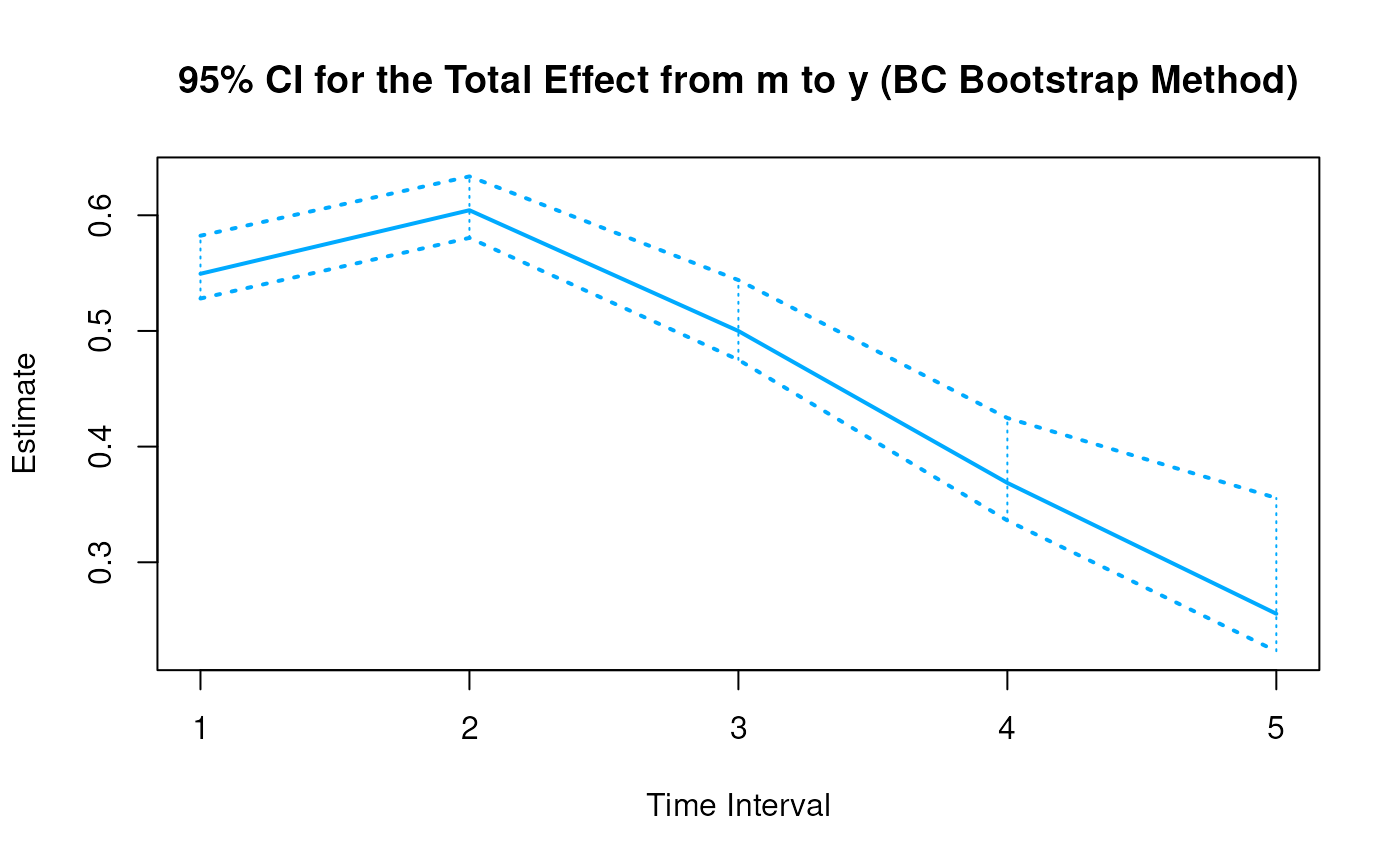 95% CI for the Total Effect from m to y (BC Bootstrap Method)
Estimate
0.6
0.5
0.4
0.3
1 2 3 4 5
Time Interval